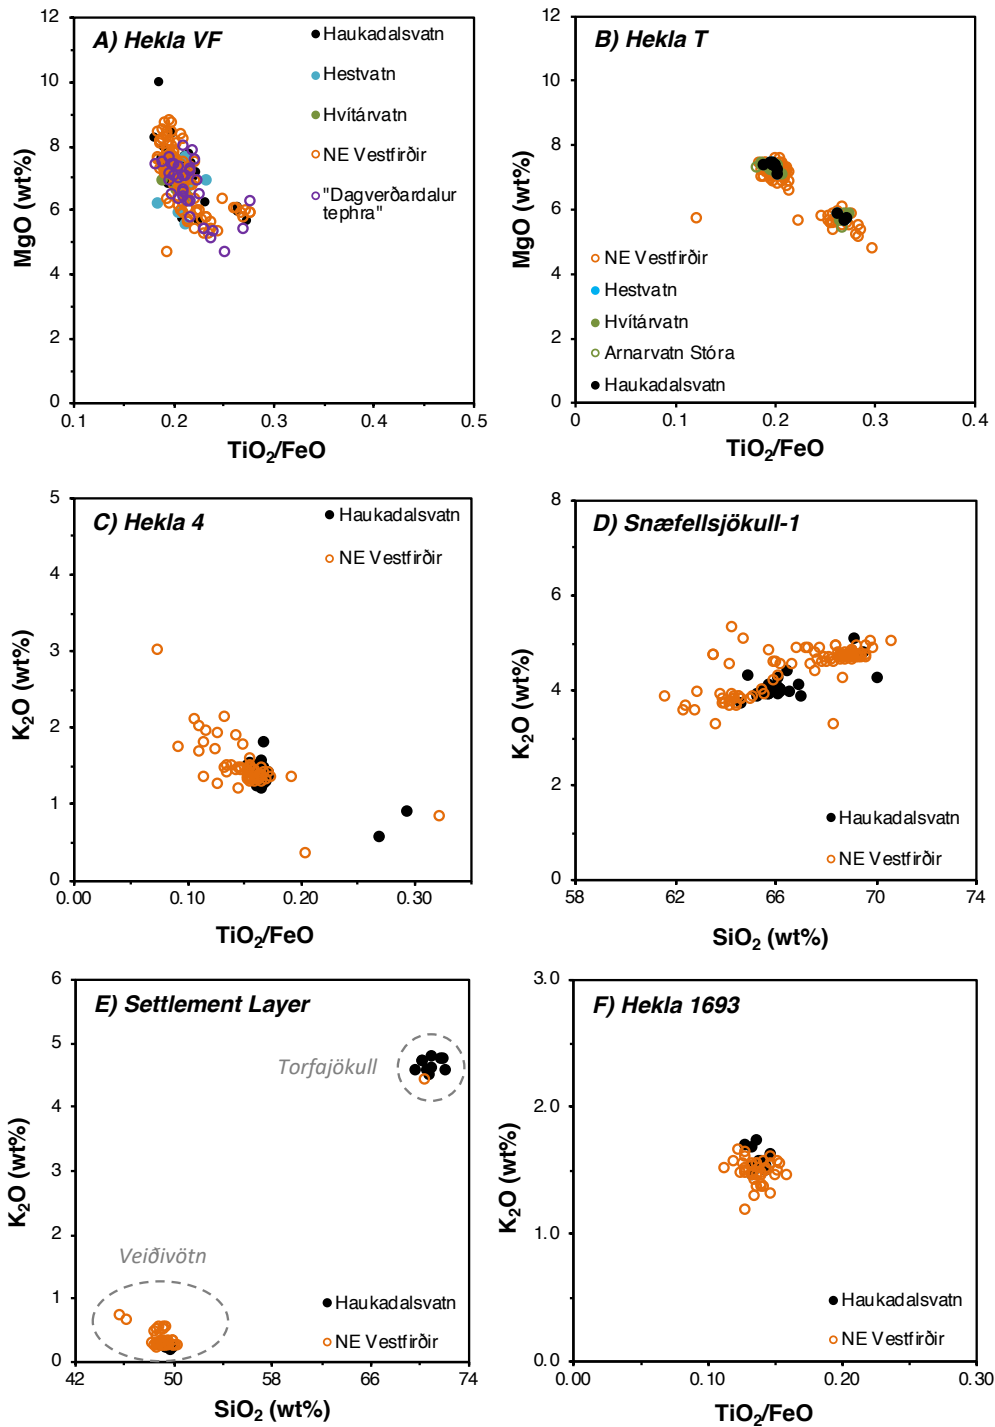 A) Hekla VF
Haukadalsvatn
Hestvatn
Hvítárvatn
NE Vestfirðir
"Dagverðardalur
tephra"
MgO (wt%)
12
10
8
6
4
2
0
0.1
0.2
0.3
0.4
0.5
TiO₂/FeO
B) Hekla T
NE Vestfirðir
Hestvatn
Hvítárvatn
Arnarvatn Stóra
Haukadalsvatn
MgO (wt%)
12
10
8
6
4
2
0
0
0.1
0.2
0.3
0.4
TiO₂/FeO
C) Hekla 4
Haukadalsvatn
NE Vestfirðir
K₂O (wt%)
5
4
3
2
1
0
0.00
0.10
0.20
0.30
TiO₂/FeO
D) Snæfellsjökull-1
Haukadalsvatn
NE Vestfirðir
K₂O (wt%)
8
6
4
2
0
58
62
66
70
74
SiO₂ (wt%)
E) Settlement Layer
Torfajökull
Veiðivötn
Haukadalsvatn
NE Vestfirðir
K₂O (wt%)
6
5
4
3
2
1
0
42
50
58
66
74
SiO₂ (wt%)
F) Hekla 1693
Haukadalsvatn
NE Vestfirðir
K₂O (wt%)
3.0
2.0
1.0
0.0
0.00
0.10
0.20
0.30
TiO₂/FeO